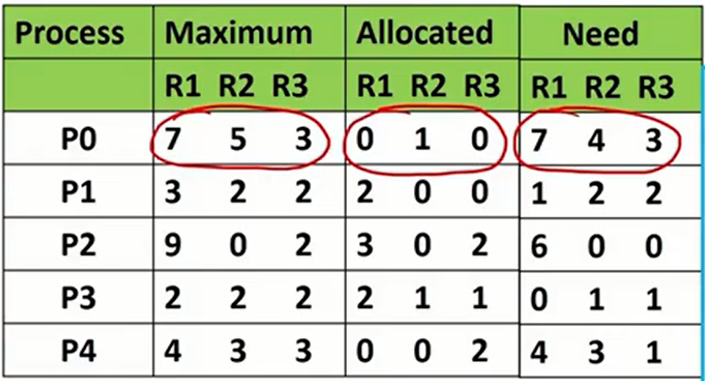 Process Maximum Allocated Need
R1 R2 R3 R1 R2 R3 R1 R2 R3
P0 7 5 3 0 1 0 7 4 3
P1 3 2 2 2 0 0 1 2 2
P2 9 0 2 3 0 2 6 0 0
P3 2 2 2 2 1 1 0 1 1
P4 4 3 3 0 0 2 4 3 1